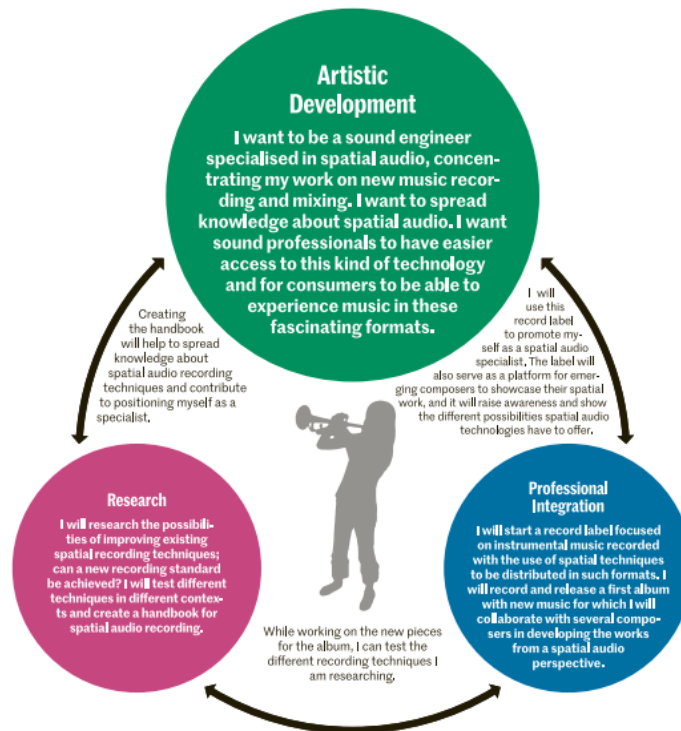 Artistic
Development
I want to be a sound engineer
specialised in spatial audio, concen-
trating my work on new music recor-
ding and mixing. I want to spread
knowledge about spatial audio. I want
sound professionals to have easier
access to this kind of technology
and for consumers to be able to
experience music in these
fascinating formats.
Creating
the handbook
will help to spread
knowledge about
spatial audio recording
techniques and contribute
to positioning myself as a
specialist.
I will
use this
record label
to promote my-
self as a spatial audio
specialist. The label will
also serve as a platform for emer-
ging composers to showcase their spatial
work, and it will raise awareness and show
the different possibilities spatial audio
technologies have to offer.
Research
I will research the possibili-
ties of improving existing
spatial recording techniques;
can a new recording standard
be achieved? I will test different
techniques in different contex-
ts and create a handbook for
spatial audio recording.
While working on the new pieces
for the album, I can test the
different recording techniques I
am researching.
Professional
Integration
I will start a record label focused
on instrumental music recorded
with the use of spatial techniques
to be distributed in such formats. I
will record and release a first album
with new music for which I will
collaborate with several compo-
sers in developing the works
from a spatial audio
perspective.